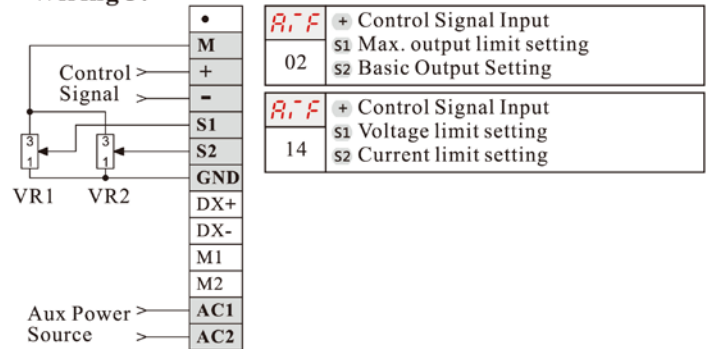 •
M
Control
+
Signal
-
S1
S2
3
1
3
1
GND
VR1
VR2
DX+
DX-
M1
M2
Aux Power
AC1
Source
AC2
+ Control Signal Input
S1 Max. output limit setting
02
S2 Basic Output Setting
+ Control Signal Input
S1 Voltage limit setting
14
S2 Current limit setting